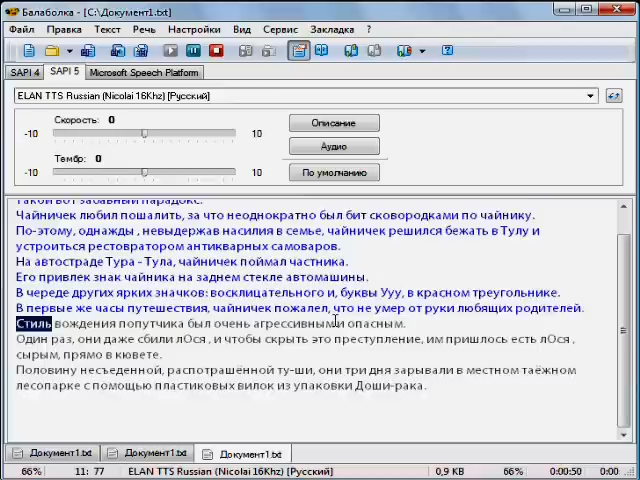 Балаболка - [C:\Документ1.txt]
Файл Правка Текст Речь Настройки Вид Сервис Закладки Помощь
SAPI 4 SAPI 5 Microsoft Speech Platform
ELAN TTS Russian (Nicolai 16Khz) [Русский]
Скорость: 0
-10 10
Тембр: 0
-10 10
Описание
Аудио
По умолчанию
Такой вот забавный парадокс.
Чайничек любил пошалить, за что неоднократно был бит сковородками по чайнику.
По-этому, однажды , невыдержав насилия в семье, чайничек решился бежать в Тулу и
устроиться рестовратором антикварных самоваров.
На автостраде Тура - Тула, чайничек поймал частника.
Его привлек знак чайника на заднем стекле автомашины.
В череде других ярких значков: восклицательного и, буквы Ууу, в красном треугольнике.
В первые же часы путешествия, чайничек пожалел, что не умер от руки любящих родителей.
Стиль вождения попутчика был очень агрессивным и опасным.
Один раз, они даже сбили лОся , и чтобы скрыть это преступление, им пришлось есть лОся ,
сырым, прямо в кювете.
Половину несъеденной, распотрашённой ту-ши, они три дня зарывали в местном таёжном
лесопарке с помощью пластиковых вилок из упаковки Доши-рака.
Документ1.txt Документ1.txt Документ1.txt
66% 11: 77 ELAN TTS Russian (Nicolai 16Khz) [Русский] 0,9 KB 66% 0:00:50 0:00